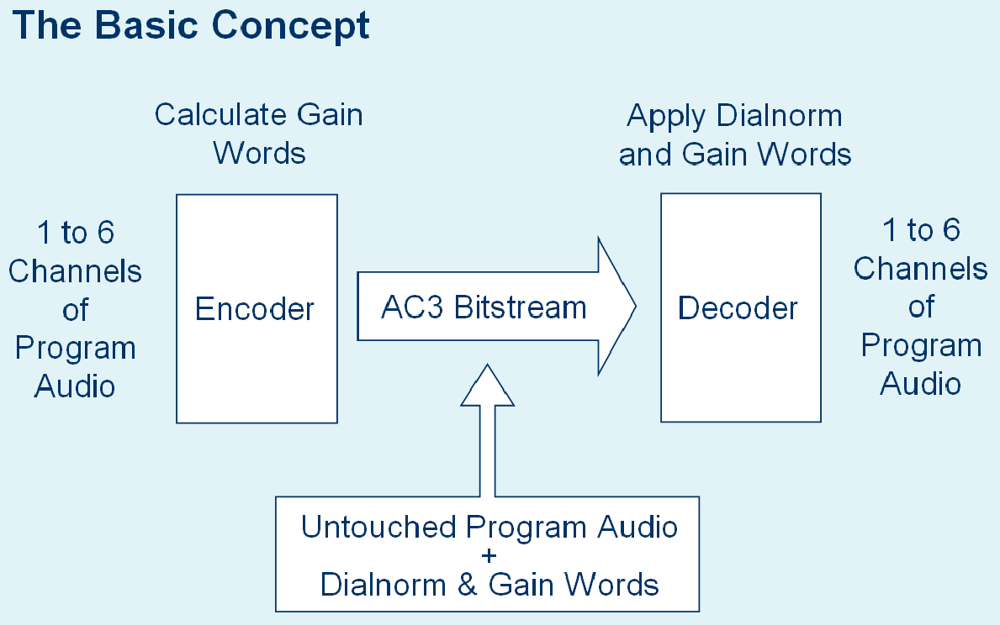 The Basic Concept
Calculate Gain
Words
Apply Dialnorm
and Gain Words
1 to 6
Channels
of
Program
Audio
Encoder
AC3 Bitstream
Decoder
1 to 6
Channels
of
Program
Audio
Untouched Program Audio
+
Dialnorm & Gain Words